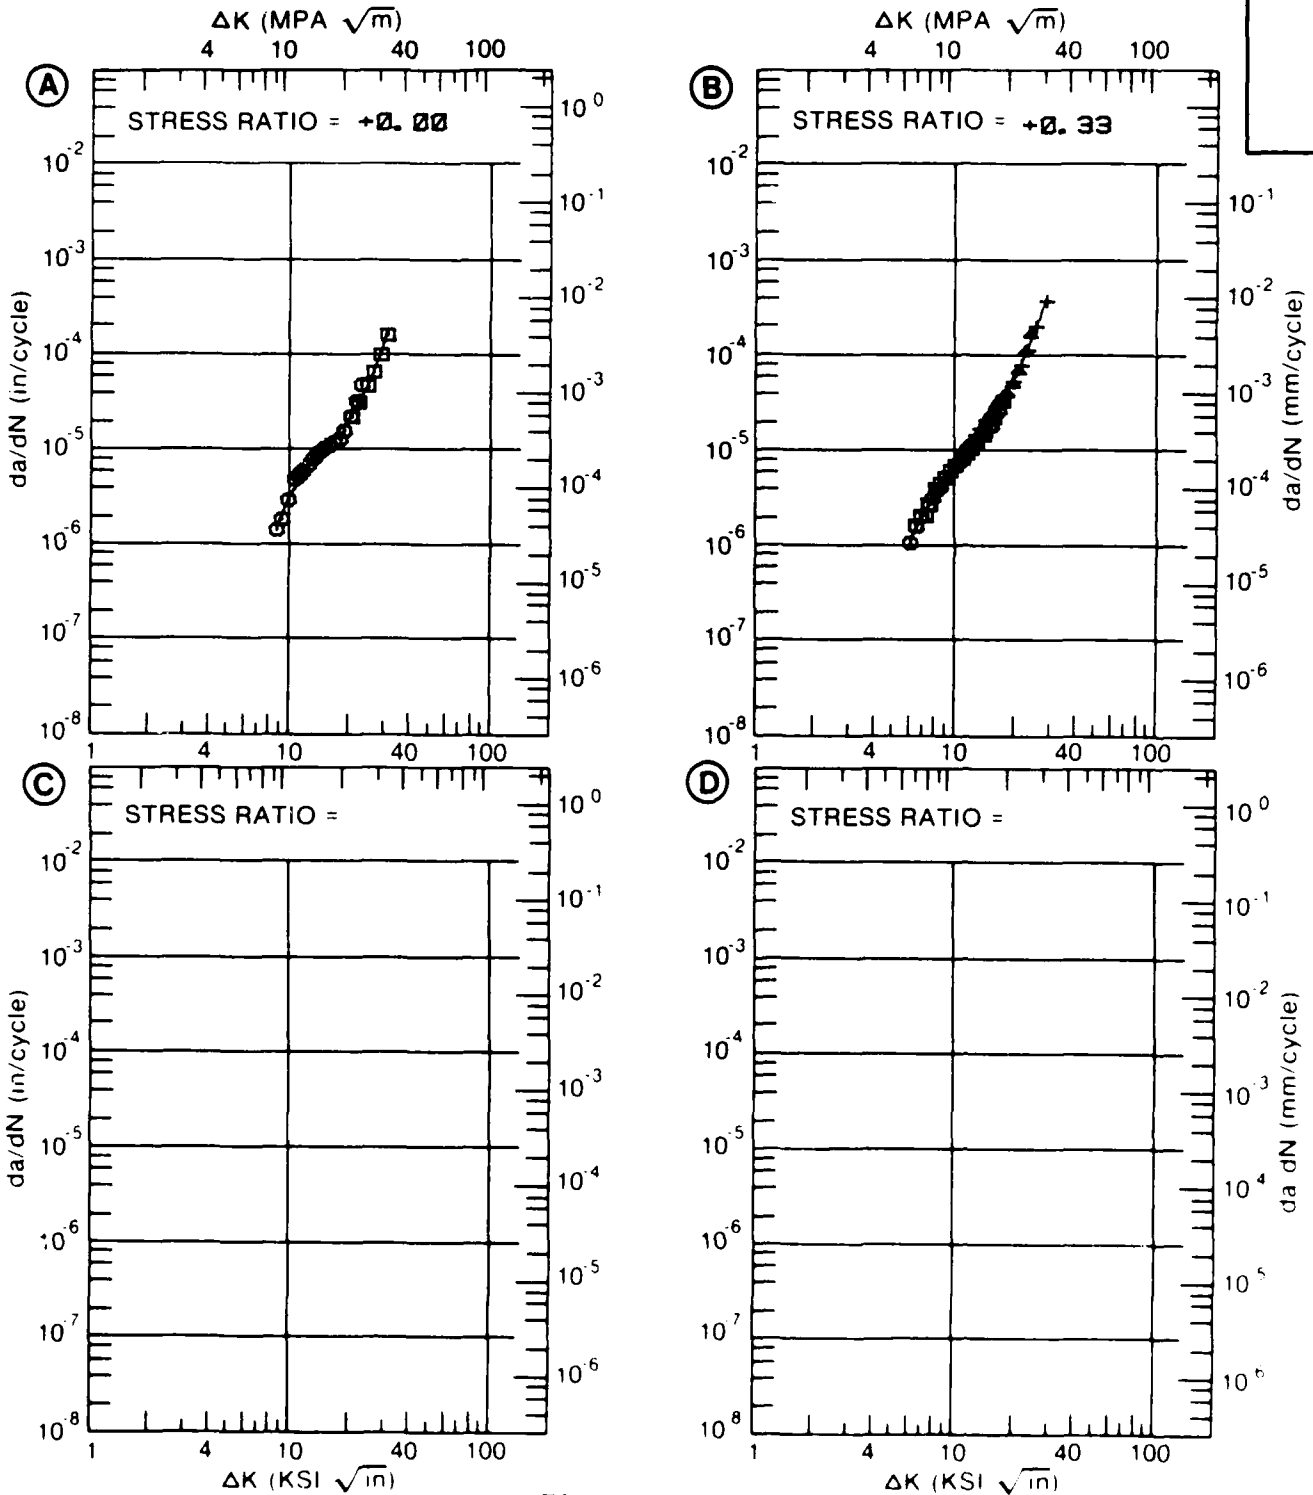 ΔK (MPA √m)
4 10 40 100
A
STRESS RATIO = +0.00
10⁰
10⁻²
10⁻¹
10⁻³
10⁻²
10⁻⁴
10⁻³
10⁻⁵
10⁻⁴
10⁻⁶
10⁻⁵
10⁻⁷
10⁻⁶
10⁻⁸
1 4 10 40 100
da/dN (in/cycle)
ΔK (MPA √m)
4 10 40 100
B
STRESS RATIO = +0.33
10⁻²
10⁻¹
10⁻³
10⁻²
10⁻⁴
10⁻³
10⁻⁵
10⁻⁴
10⁻⁶
10⁻⁵
10⁻⁷
10⁻⁶
10⁻⁸
1 4 10 40 100
da/dN (mm/cycle)
C
STRESS RATIO =
10⁰
10⁻²
10⁻¹
10⁻³
10⁻²
10⁻⁴
10⁻³
10⁻⁵
10⁻⁴
10⁻⁶
10⁻⁵
10⁻⁷
10⁻⁶
10⁻⁸
1 4 10 40 100
da/dN (in/cycle)
ΔK (KSI √in)
D
STRESS RATIO =
10⁰
10⁻²
10⁻¹
10⁻³
10⁻²
10⁻⁴
10⁻³
10⁻⁵
10⁻⁴
10⁻⁶
10⁻⁵
10⁻⁷
10⁻⁶
10⁻⁸
1 4 10 40 100
da dN (mm/cycle)
ΔK (KSI √in)